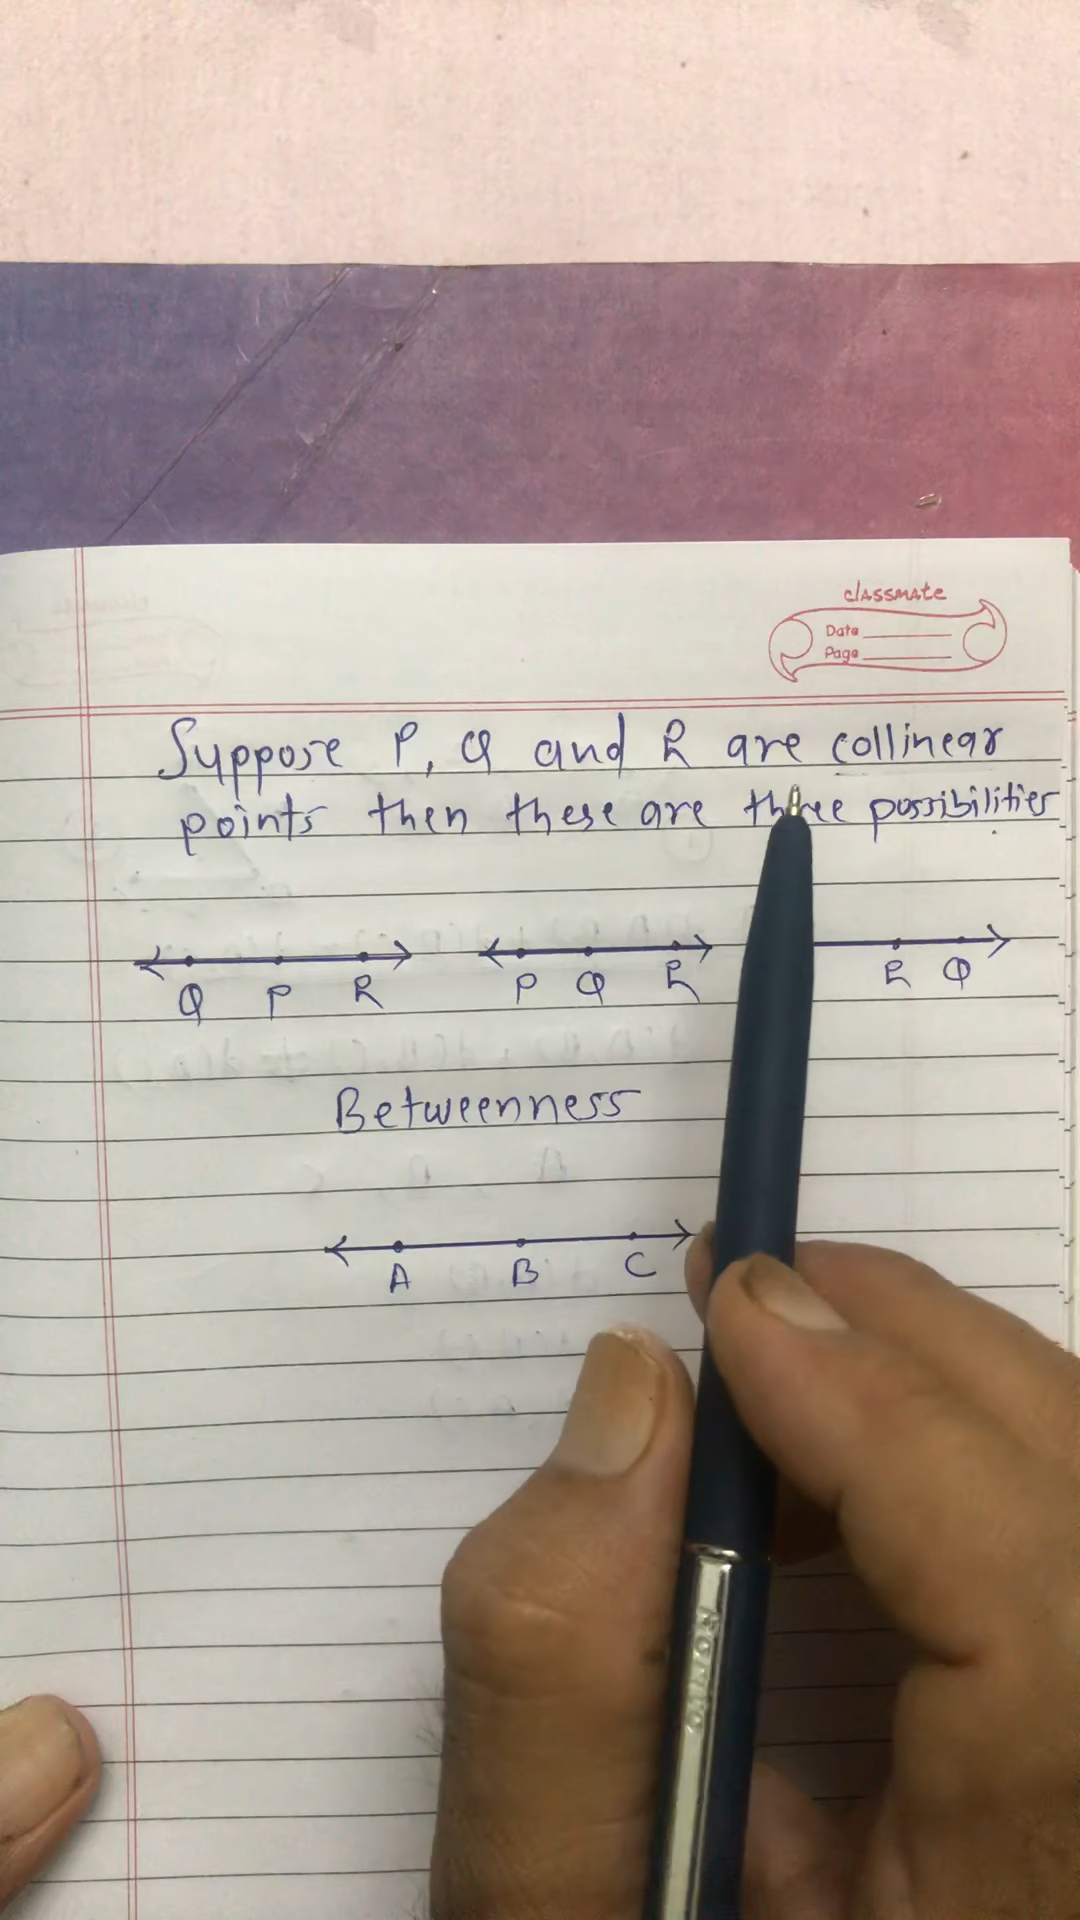 classmate
Date
Page
Suppose P, Q and R are collinear
points then these are three possibilities
Q P R P Q R R Q
Betweenness
A B C